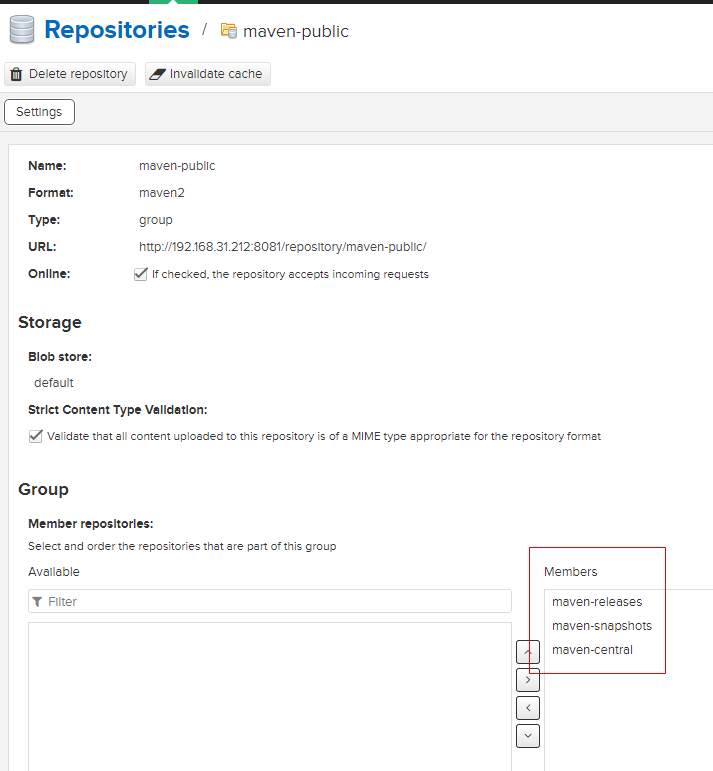 Repositories / maven-public
Delete repository Invalidate cache
Settings
Name: maven-public
Format: maven2
Type: group
URL: http://192.168.31.212:8081/repository/maven-public/
Online: If checked, the repository accepts incoming requests
Storage
Blob store:
default
Strict Content Type Validation:
Validate that all content uploaded to this repository is of a MIME type appropriate for the repository format
Group
Member repositories:
Select and order the repositories that are part of this group
Available Members
Filter maven-releases
maven-snapshots
maven-central